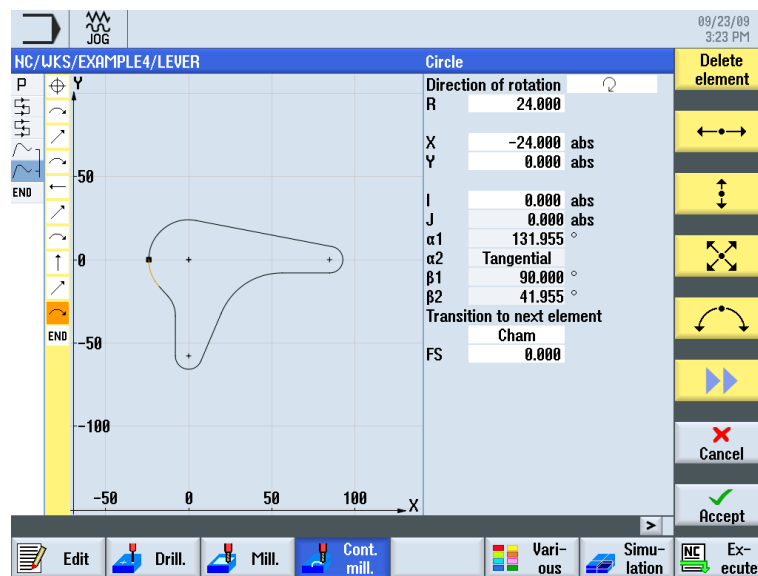 JOG
09/23/09
3:23 PM
NC/WKS/EXAMPLE4/LEVER
Circle
Delete
element
P
END
END
Y
50
0
-50
-100
-50
0
50
100
X
Direction of rotation
R 24.000
X -24.000 abs
Y 0.000 abs
I 0.000 abs
J 0.000 abs
α1 131.955 °
α2 Tangential
β1 90.000 °
β2 41.955 °
Transition to next element
Cham
FS 0.000
Cancel
Accept
>
Edit
Drill.
Mill.
Cont.
mill.
Vari-
ous
Simu-
lation
NC
Ex-
ecute